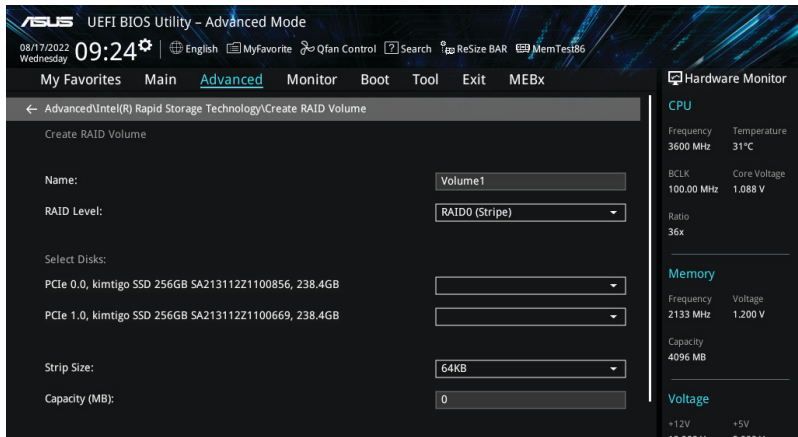 ASUS UEFI BIOS Utility – Advanced Mode
08/17/2022 Wednesday 09:24 English MyFavorite Qfan Control ? Search ReSize BAR MemTest86
My Favorites Main Advanced Monitor Boot Tool Exit MEBx
Hardware Monitor
← Advanced\Intel(R) Rapid Storage Technology\Create RAID Volume
Create RAID Volume
Name: Volume1
RAID Level: RAID0 (Stripe)
Select Disks:
PCIe 0.0, kimtigo SSD 256GB SA213112Z1100856, 238.4GB
PCIe 1.0, kimtigo SSD 256GB SA213112Z1100669, 238.4GB
Strip Size: 64KB
Capacity (MB): 0
CPU
Frequency Temperature
3600 MHz 31°C
BCLK Core Voltage
100.00 MHz 1.088 V
Ratio
36x
Memory
Frequency Voltage
2133 MHz 1.200 V
Capacity
4096 MB
Voltage
+12V +5V